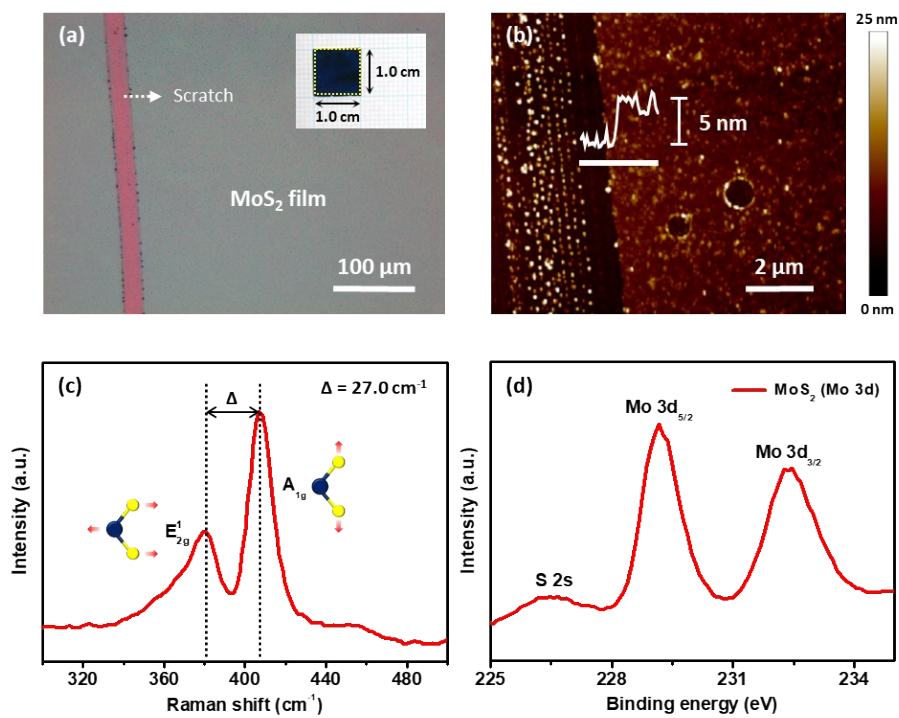 (a)
Scratch
1.0 cm
1.0 cm
MoS₂ film
100 µm
(b)
5 nm
2 µm
25 nm
0 nm
(c)
Δ
Δ = 27.0 cm⁻¹
E¹₂g
A₁g
Intensity (a.u.)
320 360 400 440 480
Raman shift (cm⁻¹)
(d)
MoS₂ (Mo 3d)
Mo 3d₅/₂
Mo 3d₃/₂
S 2s
Intensity (a.u.)
225 228 231 234
Binding energy (eV)